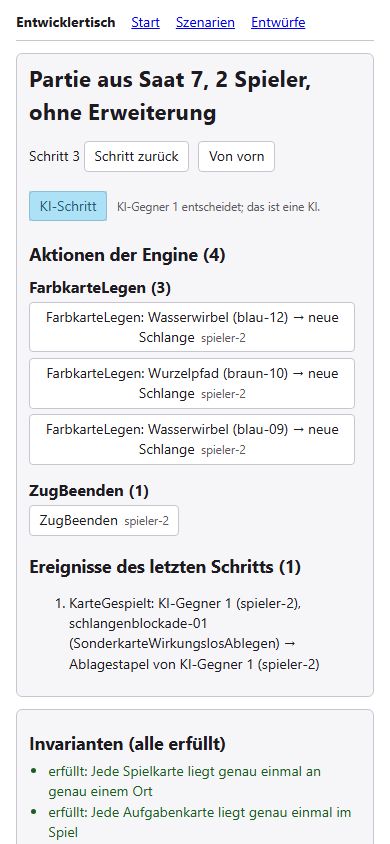 Entwicklertisch Start Szenarien Entwürfe
Partie aus Saat 7, 2 Spieler,
ohne Erweiterung
Schritt 3 Schritt zurück Von vorn
KI-Schritt KI-Gegner 1 entscheidet; das ist eine KI.
Aktionen der Engine (4)
FarbkarteLegen (3)
FarbkarteLegen: Wasserwirbel (blau-12) → neue
Schlange spieler-2
FarbkarteLegen: Wurzelpfad (braun-10) → neue
Schlange spieler-2
FarbkarteLegen: Wasserwirbel (blau-09) → neue
Schlange spieler-2
ZugBeenden (1)
ZugBeenden spieler-2
Ereignisse des letzten Schritts (1)
1. KarteGespielt: KI-Gegner 1 (spieler-2),
schlangenblockade-01
(SonderkarteWirkungslosAblegen) →
Ablagestapel von KI-Gegner 1 (spieler-2)
Invarianten (alle erfüllt)
• erfüllt: Jede Spielkarte liegt genau einmal an
genau einem Ort
• erfüllt: Jede Aufgabenkarte liegt genau einmal im
Spiel